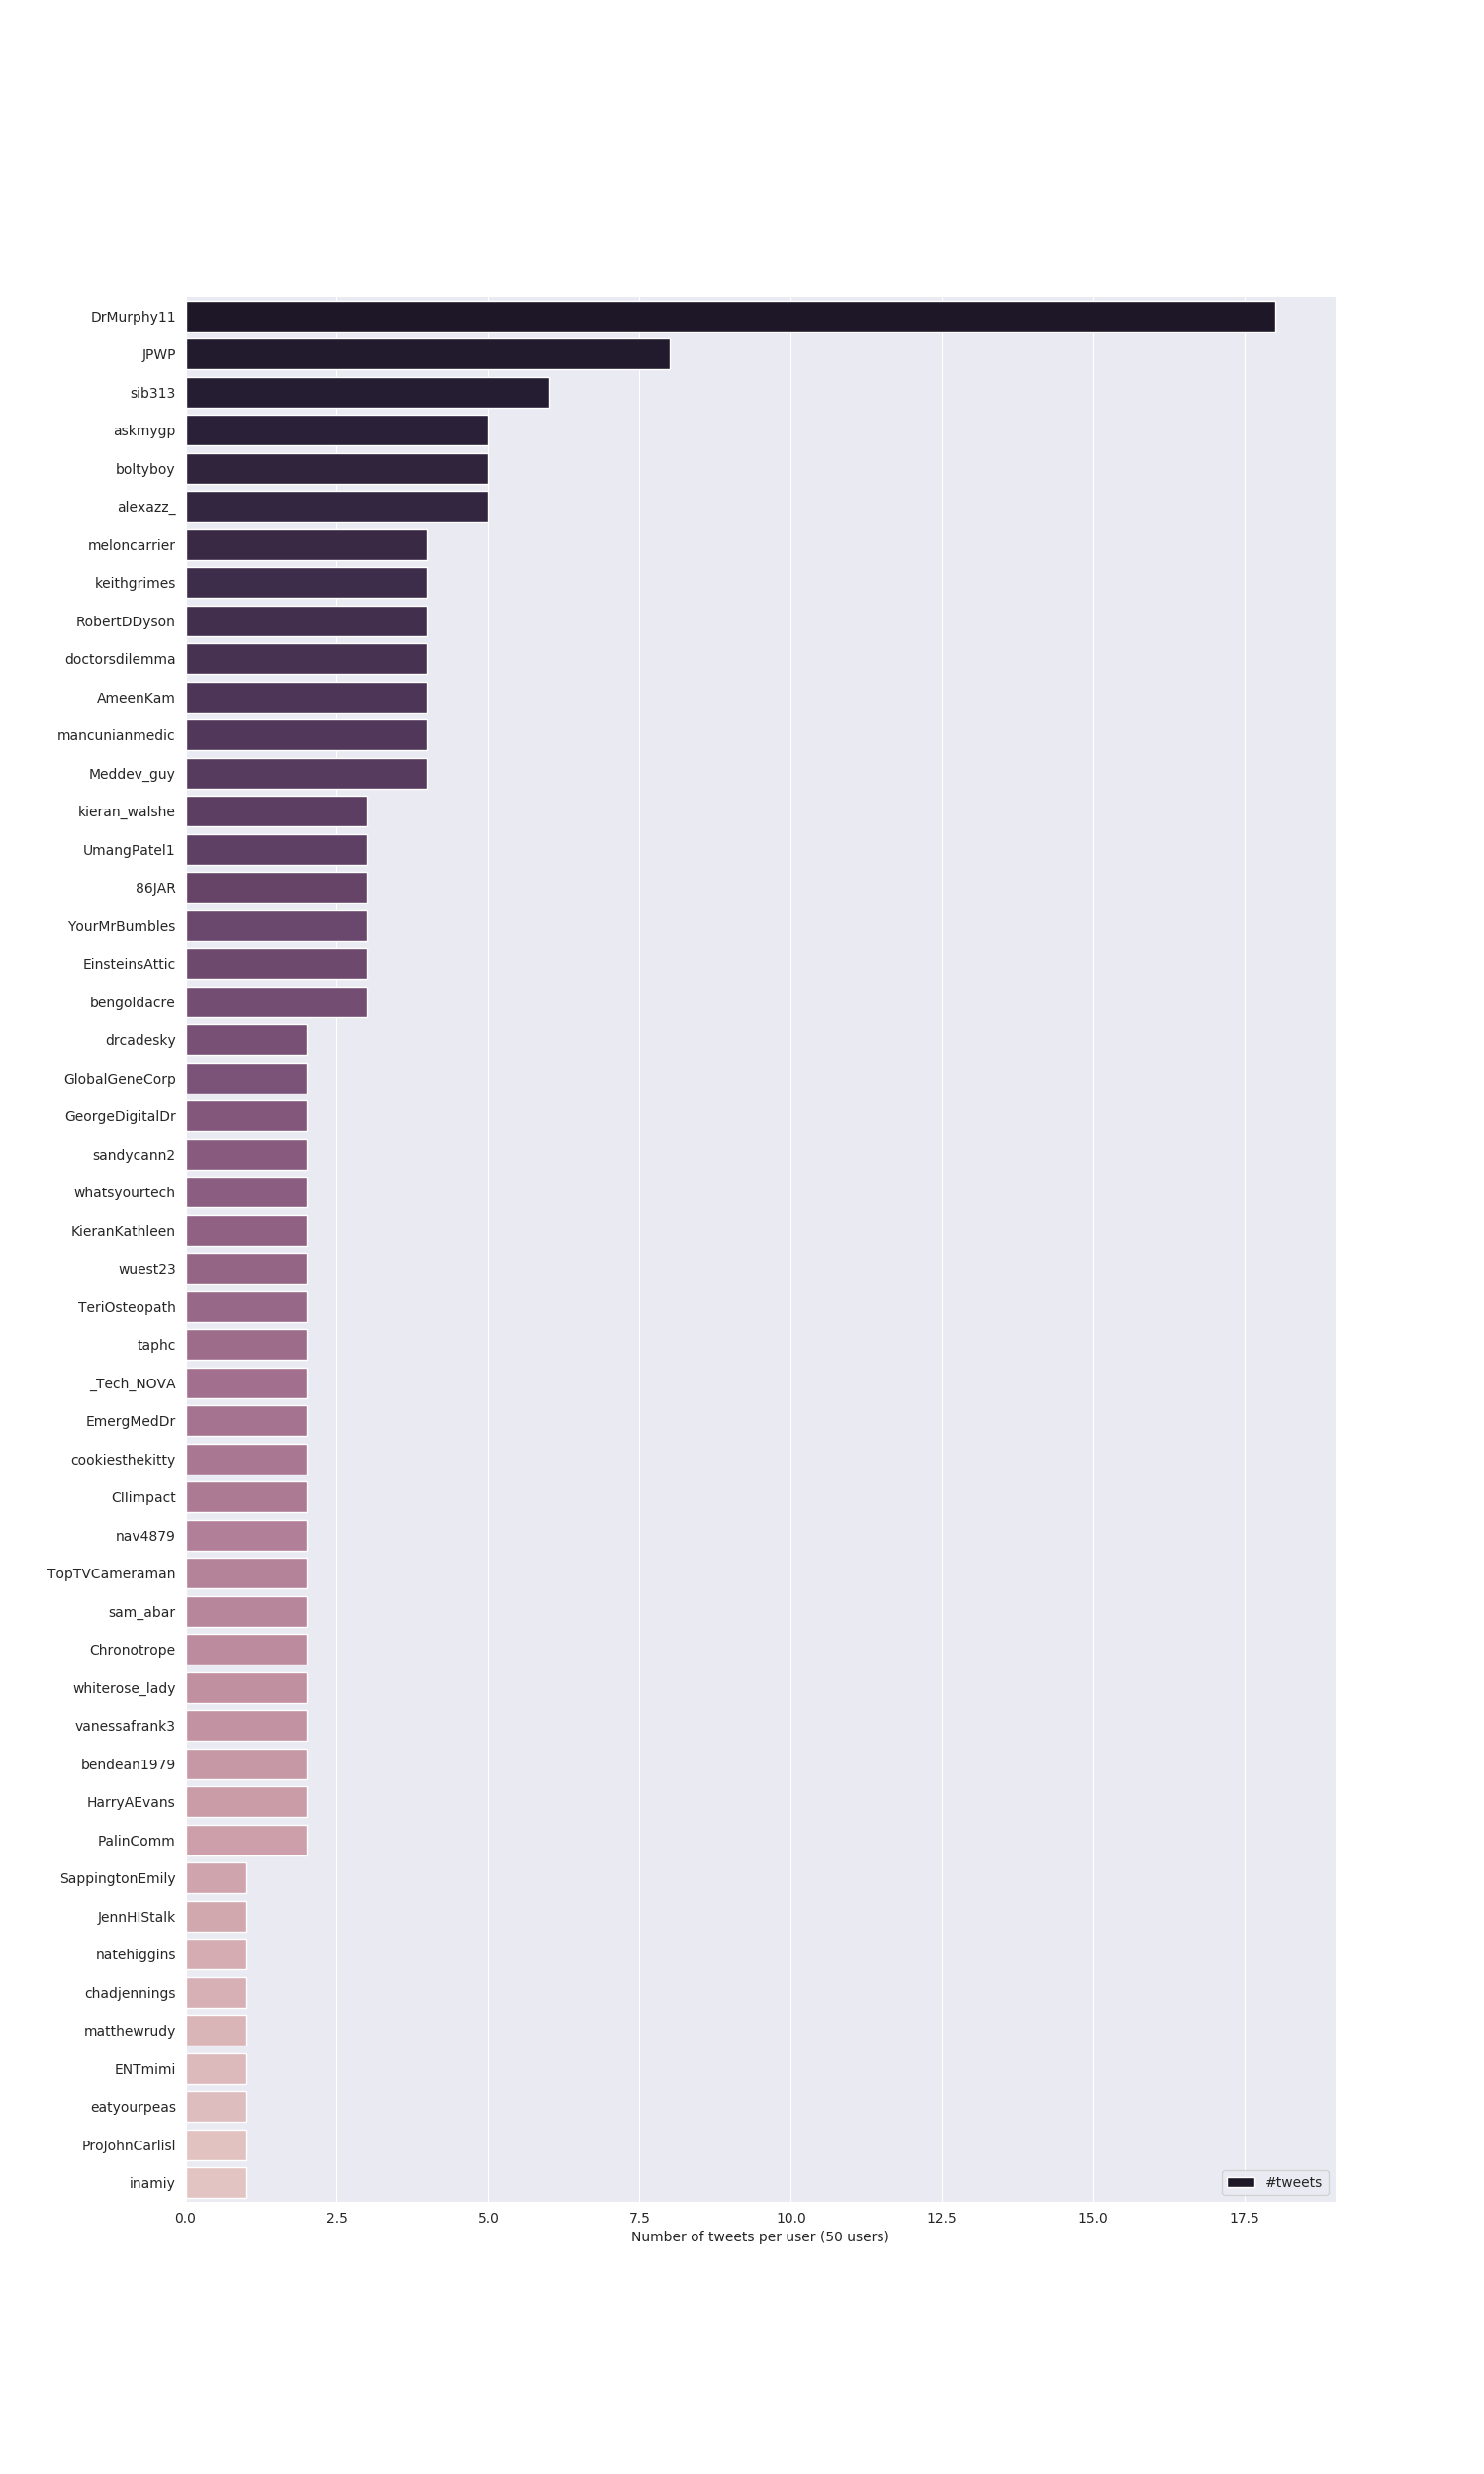 DrMurphy11
JPWP
sib313
askmygp
boltyboy
alexazz_
meloncarrier
keithgrimes
RobertDDyson
doctorsdilemma
AmeenKam
mancunianmedic
Meddev_guy
kieran_walshe
UmangPatel1
86JAR
YourMrBumbles
EinsteinsAttic
bengoldacre
drcadesky
GlobalGeneCorp
GeorgeDigitalDr
sandycann2
whatsyourtech
KieranKathleen
wuest23
TeriOsteopath
taphc
_Tech_NOVA
EmergMedDr
cookiesthekitty
CIIimpact
nav4879
TopTVCameraman
sam_abar
Chronotrope
whiterose_lady
vanessafrank3
bendean1979
HarryAEvans
PalinComm
SappingtonEmily
JennHIStalk
natehiggins
chadjennings
matthewrudy
ENTmimi
eatyourpeas
ProJohnCarlisl
inamiy
#tweets
0.0 2.5 5.0 7.5 10.0 12.5 15.0 17.5
Number of tweets per user (50 users)